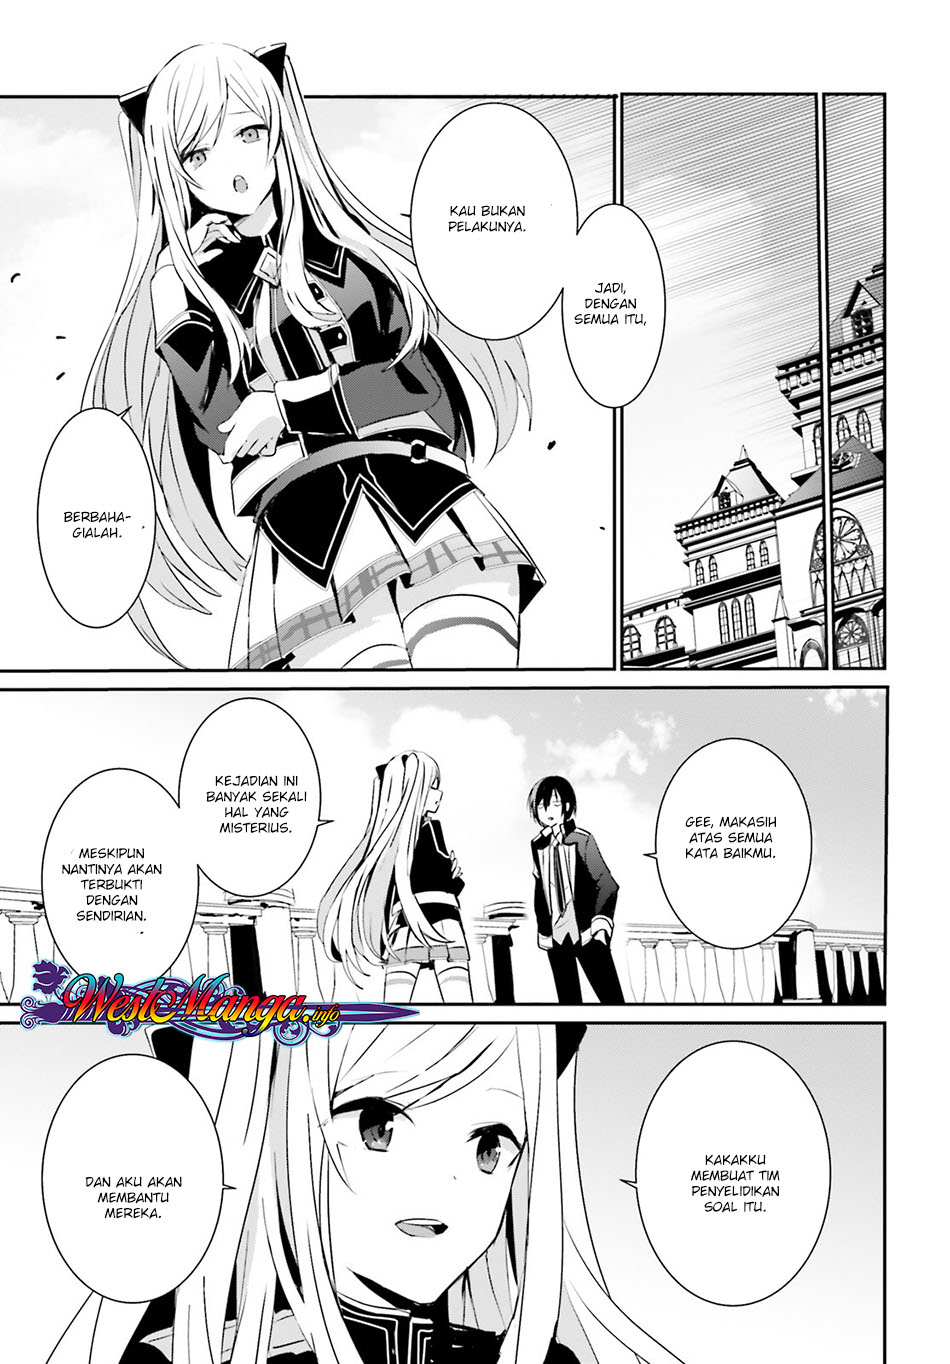 JADI,
DENGAN
SEMUA ITU,
KAU BUKAN
PELAKUNYA.
BERBAHA-
GIALAH.
GEE, MAKASIH
ATAS SEMUA
KATA BAIKMU.
KEJADIAN INI
BANYAK SEKALI
HAL YANG
MISTERIUS.
MESKIPUN
NANTINYA AKAN
TERBUKTI
DENGAN
SENDIRIAN.
WestManga.info
KAKAKKU
MEMBUAT TIM
PENYELIDIKAN
SOAL ITU.
DAN AKU AKAN
MEMBANTU
MEREKA.